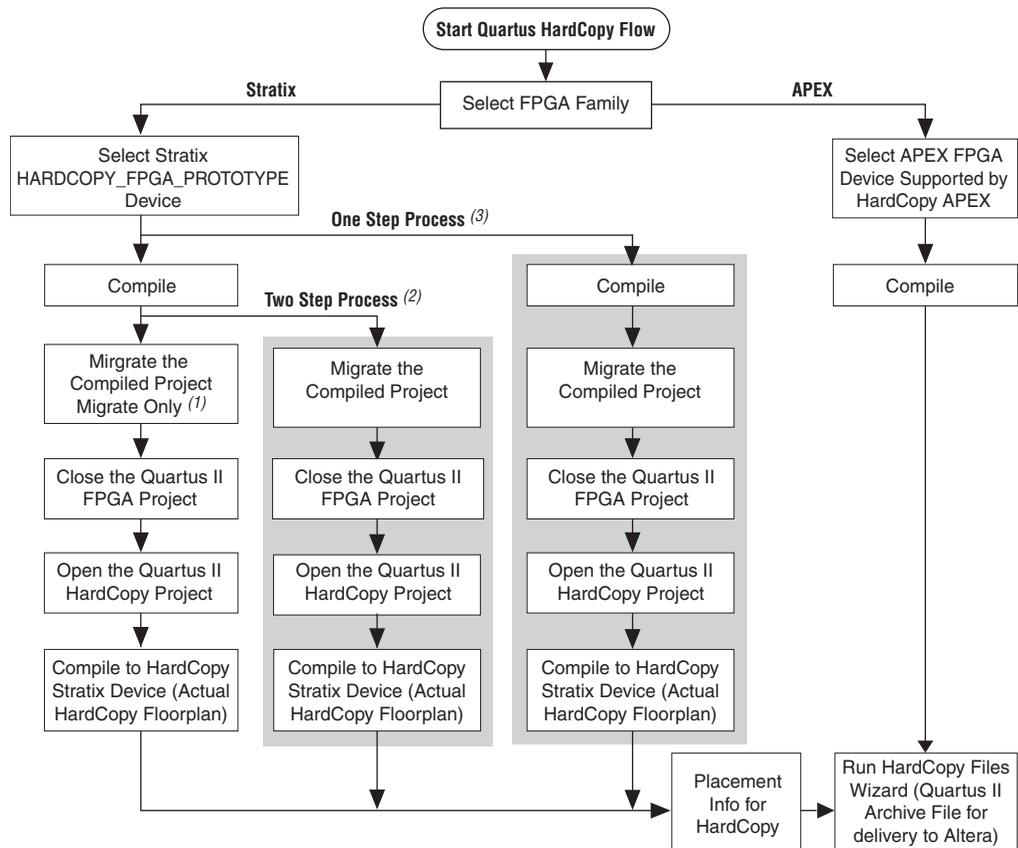 Start Quartus HardCopy Flow
Stratix
Select FPGA Family
APEX
Select Stratix
HARDCOPY_FPGA_PROTOTYPE
Device
Select APEX FPGA
Device Supported by
HardCopy APEX
One Step Process (3)
Compile
Compile
Compile
Two Step Process (2)
Mirgrate the
Compiled Project
Migrate Only (1)
Migrate the
Compiled Project
Migrate the
Compiled Project
Close the Quartus II
FPGA Project
Close the Quartus II
FPGA Project
Close the Quartus II
FPGA Project
Open the Quartus II
HardCopy Project
Open the Quartus II
HardCopy Project
Open the Quartus II
HardCopy Project
Compile to HardCopy
Stratix Device (Actual
HardCopy Floorplan)
Compile to HardCopy
Stratix Device (Actual
HardCopy Floorplan)
Compile to HardCopy
Stratix Device (Actual
HardCopy Floorplan)
Placement
Info for
HardCopy
Run HardCopy Files
Wizard (Quartus II
Archive File for
delivery to Altera)